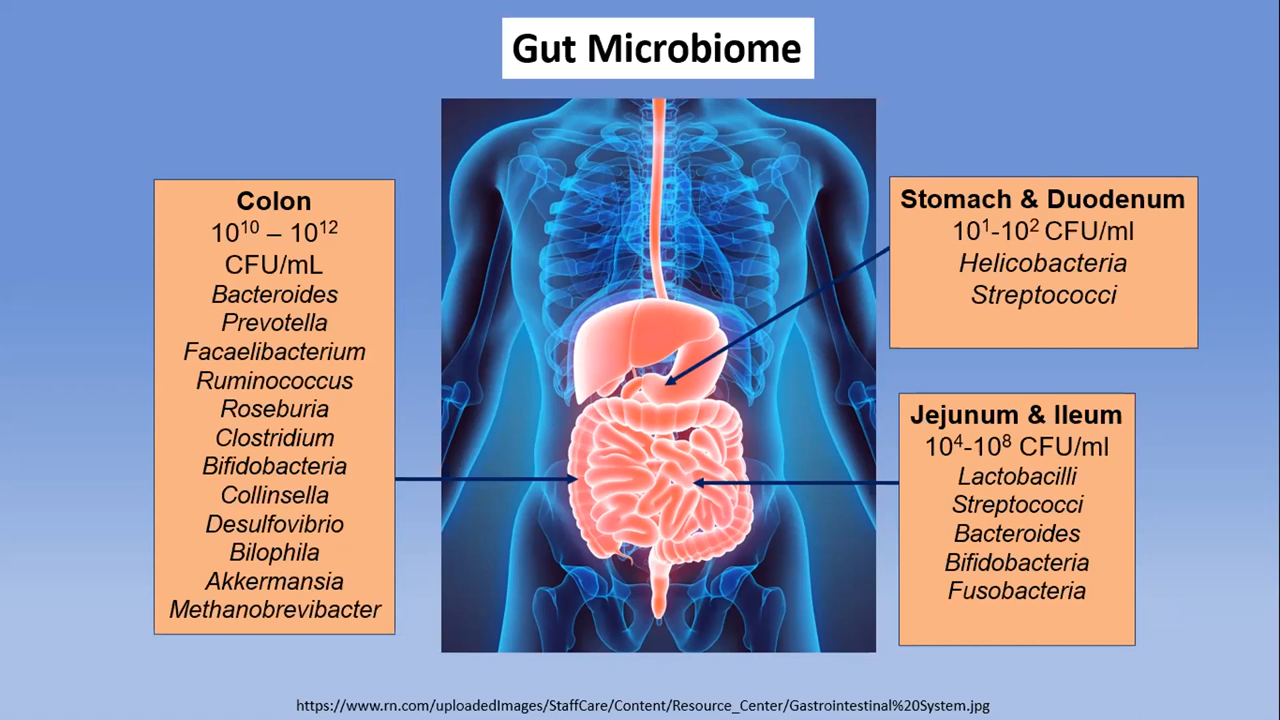 Gut Microbiome
Colon
10¹⁰ – 10¹²
CFU/mL
Bacteroides
Prevotella
Facaelibacterium
Ruminococcus
Roseburia
Clostridium
Bifidobacteria
Collinsella
Desulfovibrio
Bilophila
Akkermansia
Methanobrevibacter
Stomach & Duodenum
10¹-10² CFU/ml
Helicobacteria
Streptococci
Jejunum & Ileum
10⁴-10⁸ CFU/ml
Lactobacilli
Streptococci
Bacteroides
Bifidobacteria
Fusobacteria
https://www.rn.com/uploadedImages/StaffCare/Content/Resource_Center/Gastrointestinal%20System.jpg